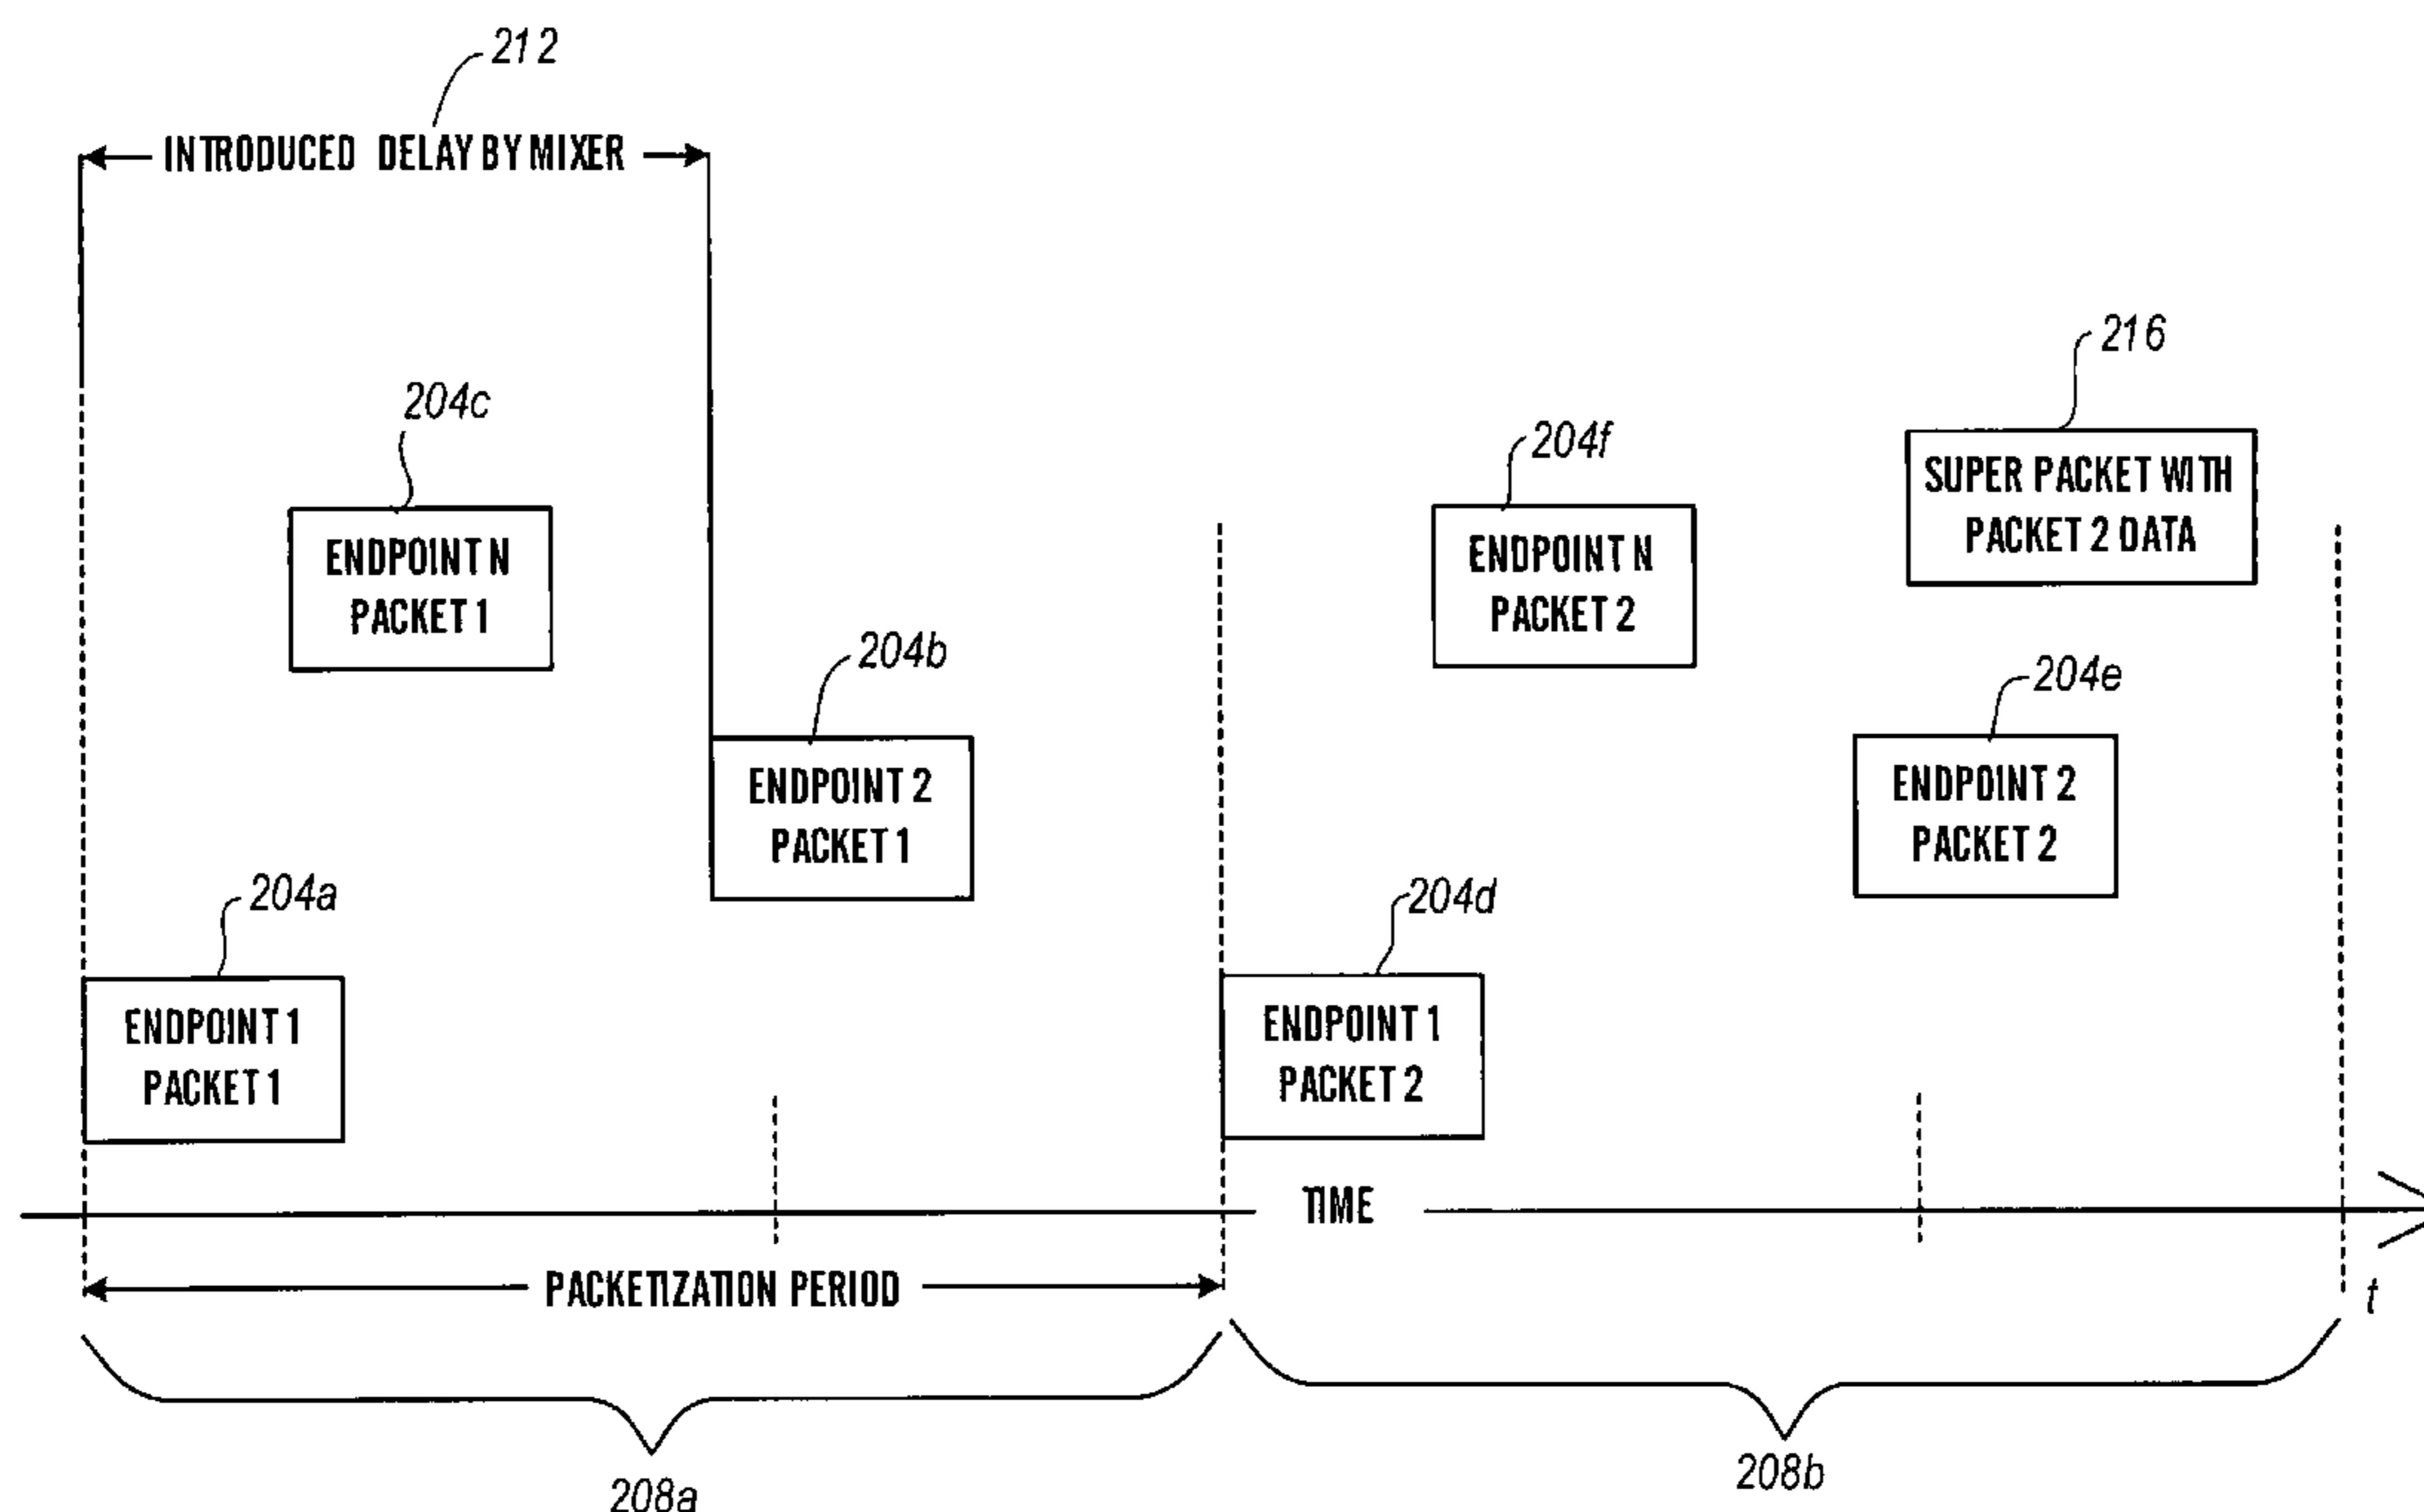 212
INTRODUCED DELAY BY MIXER
216
204c
204f
SUPER PACKET WITH
PACKET 2 DATA
ENDPOINT N
PACKET 1
ENDPOINT N
PACKET 2
204b
204e
ENDPOINT 2
PACKET 1
ENDPOINT 2
PACKET 2
204a
204d
ENDPOINT 1
PACKET 1
ENDPOINT 1
PACKET 2
TIME
PACKETIZATION PERIOD
t
208a
208b